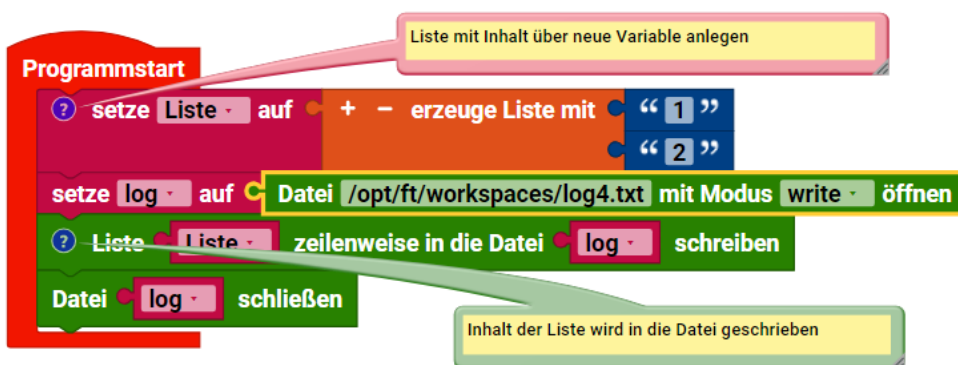 Liste mit Inhalt über neue Variable anlegen
Programmstart
? setze Liste auf + - erzeuge Liste mit “ 1 ”
“ 2 ”
setze log auf Datei /opt/ft/workspaces/log4.txt mit Modus write öffnen
? Liste Liste zeilenweise in die Datei log schreiben
Datei log schließen
Inhalt der Liste wird in die Datei geschrieben